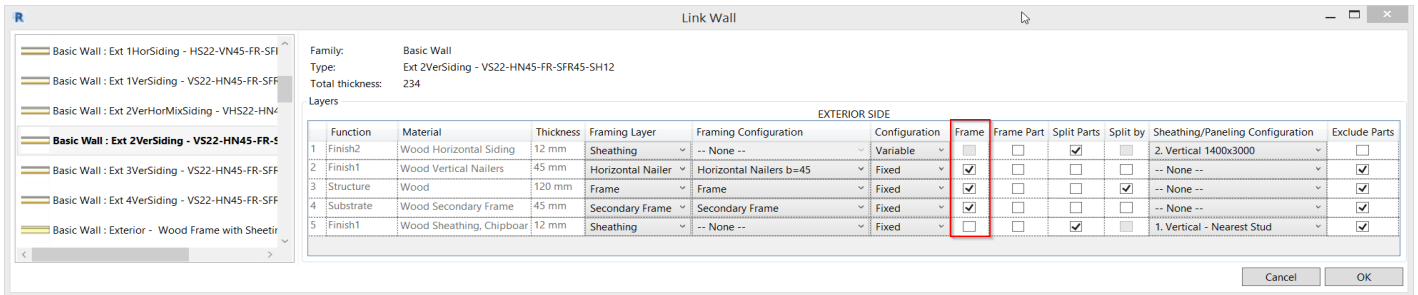 R Link Wall
Basic Wall : Ext 1HorSiding - HS22-VN45-FR-SFI
Basic Wall : Ext 1VerSiding - VS22-HN45-FR-SFR
Basic Wall : Ext 2VerHorMixSiding - VHS22-HN4
Basic Wall : Ext 2VerSiding - VS22-HN45-FR-S
Basic Wall : Ext 3VerSiding - VS22-HN45-FR-SFR
Basic Wall : Ext 4VerSiding - VS22-HN45-FR-SFR
Basic Wall : Exterior - Wood Frame with Sheetir
Family: Basic Wall
Type: Ext 2VerSiding - VS22-HN45-FR-SFR45-SH12
Total thickness: 234
Layers
EXTERIOR SIDE
Function Material Thickness Framing Layer Framing Configuration Configuration Frame Frame Part Split Parts Split by Sheathing/Paneling Configuration Exclude Parts
1 Finish2 Wood Horizontal Siding 12 mm Sheathing -- None -- Variable 2. Vertical 1400x3000
2 Finish1 Wood Vertical Nailers 45 mm Horizontal Nailer Horizontal Nailers b=45 Fixed -- None --
3 Structure Wood 120 mm Frame Frame Fixed -- None --
4 Substrate Wood Secondary Frame 45 mm Secondary Frame Secondary Frame Fixed -- None --
5 Finish1 Wood Sheathing, Chipboar 12 mm Sheathing -- None -- Fixed 1. Vertical - Nearest Stud
Cancel OK